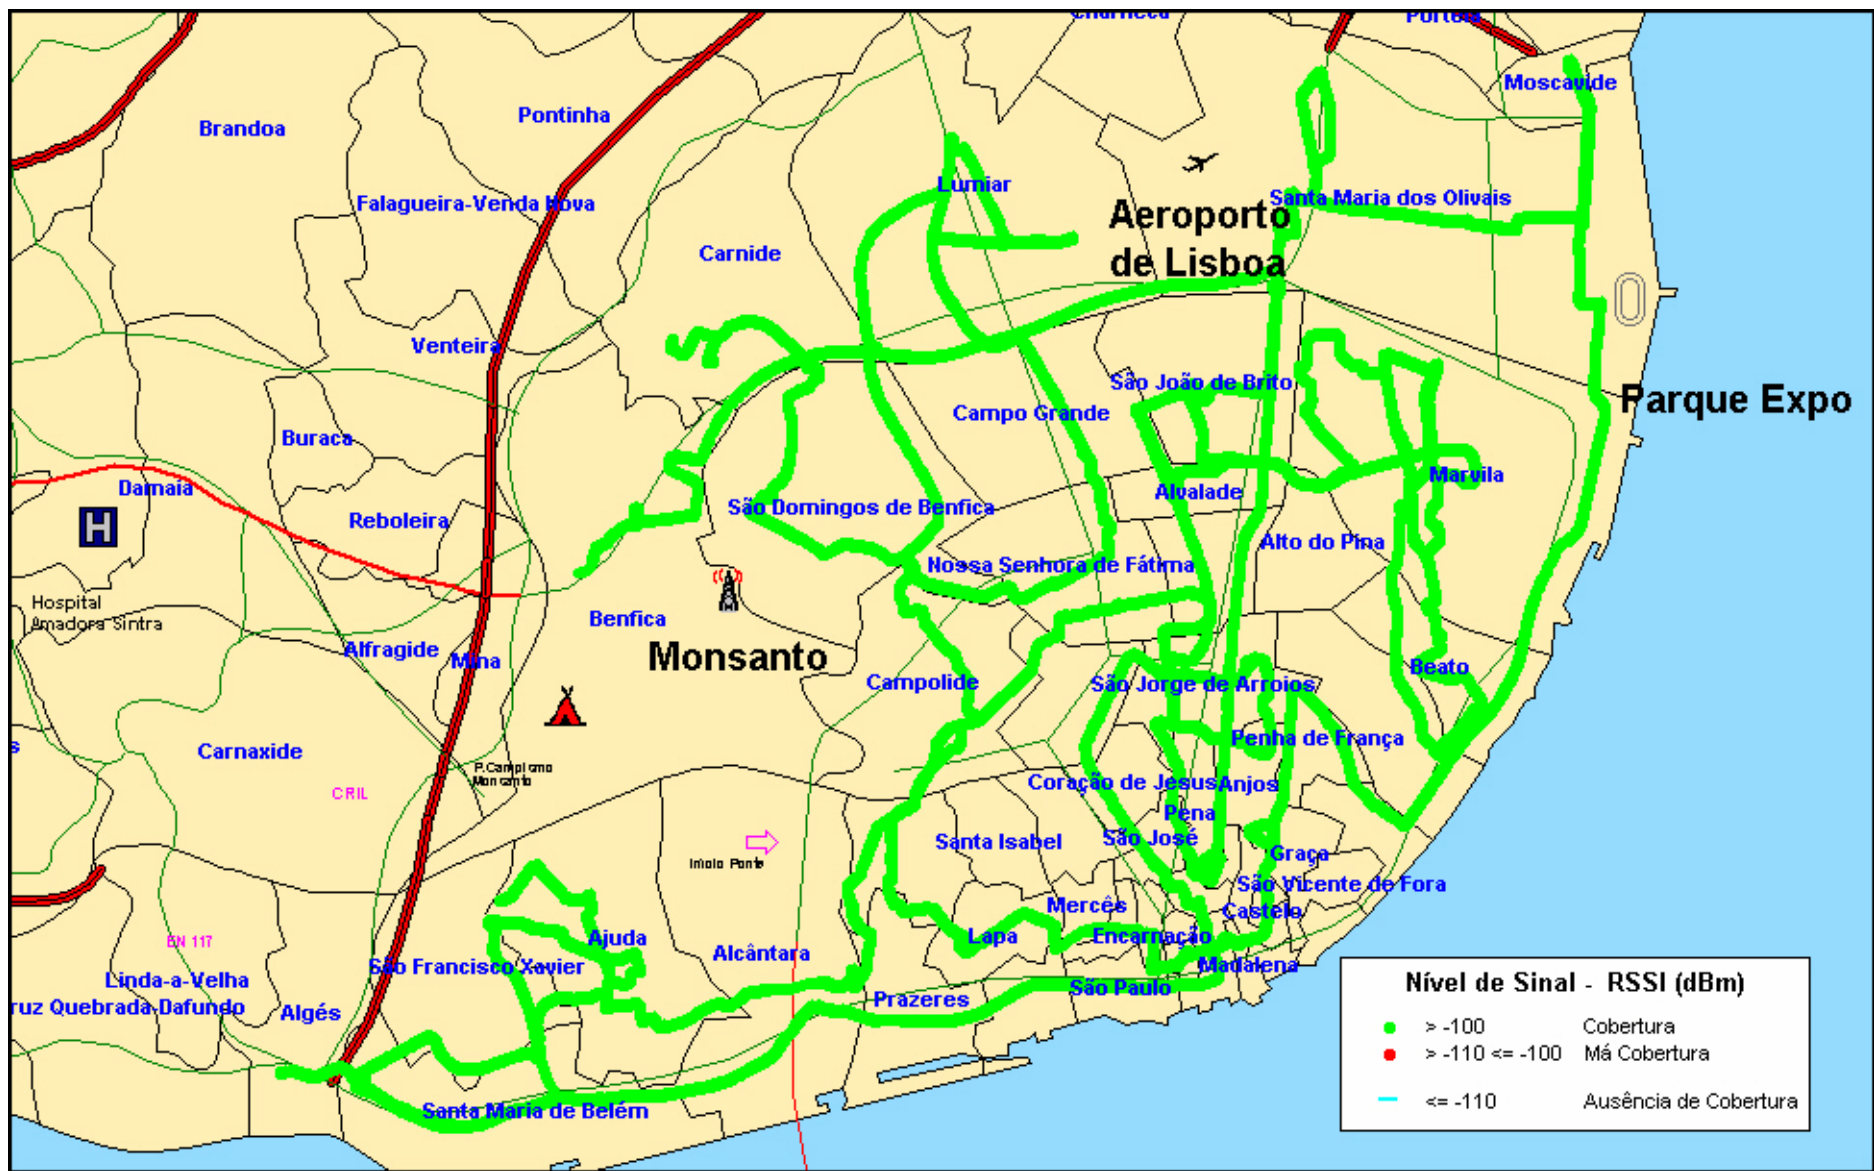 Portela
Moscavide
Brandoa
Pontinha
Lumiar
Falagueira-Venda Nova
Santa Maria dos Olivais
Aeroporto
de Lisboa
Carnide
Venteira
São João de Brito
Parque Expo
Campo Grande
Buraca
Marvila
Damaia
Alvalade
São Domingos de Benfica
Reboleira
H
Alto do Pina
Nossa Senhora de Fátima
Hospital
Amadora Sintra
Benfica
Alfragide
Mina
Monsanto
Beato
Campolide
São Jorge de Arroios
Carnaxide
s
Penha de França
P.Campismo
Monsanto
Coração de Jesus
Anjos
CRIL
Pena
Santa Isabel
São José
Graça
Inicio Ponte
São Vicente de Fora
Mercês
Castelo
EN 117
Ajuda
Lapa
Encarnação
Alcântara
São Francisco Xavier
Madalena
Linda-a-Velha
São Paulo
Prazeres
ruz Quebrada-Dafundo
Algés
Santa Maria de Belém
Nível de Sinal - RSSI (dBm)
> -100 Cobertura
> -110 <= -100 Má Cobertura
<= -110 Ausência de Cobertura